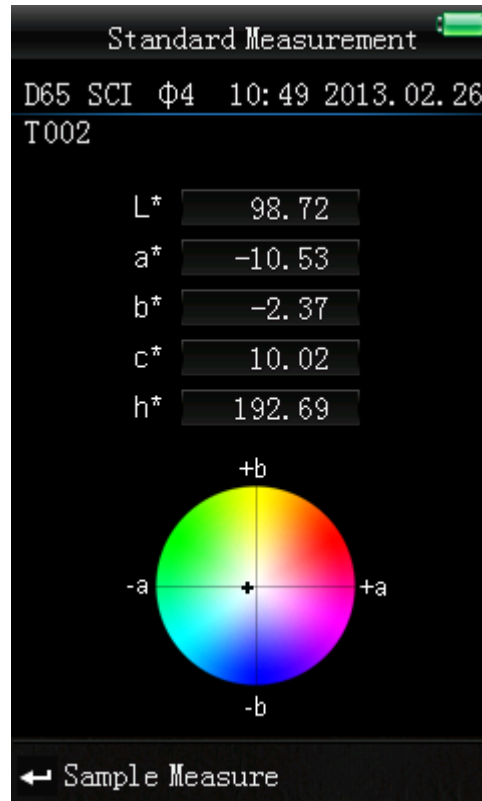 Standard Measurement
D65 SCI Φ4 10:49 2013.02.26
T002
L* 98.72
a* -10.53
b* -2.37
c* 10.02
h* 192.69
+b
-a +a
-b
Sample Measure